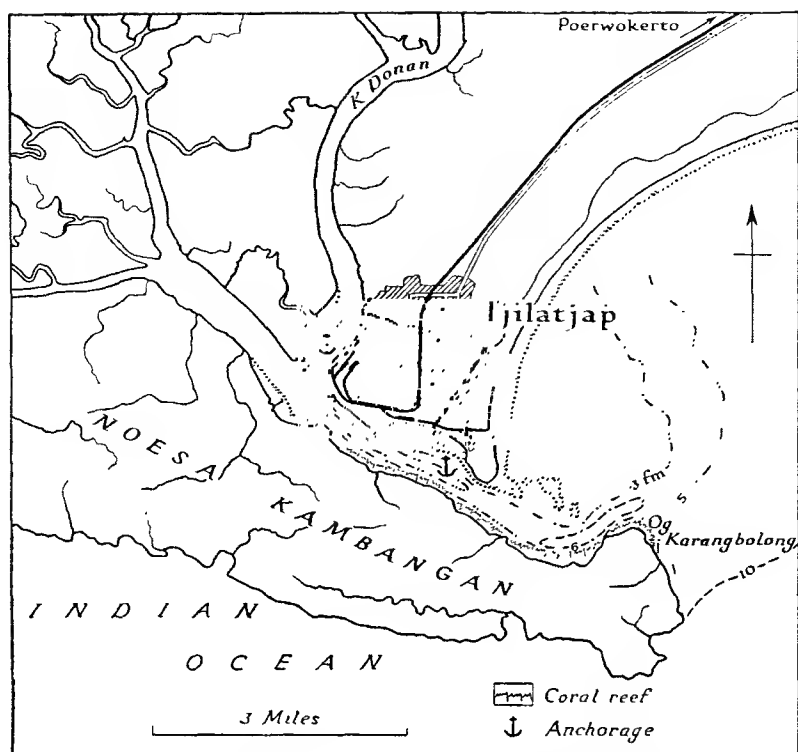 Poerwokerto
K Donan
Tjilatjap
NOESA
KAMBANGAN
3 fm
5
6
Og
Karangbolong
10
INDIAN
OCEAN
3 Miles
Coral reef
Anchorage